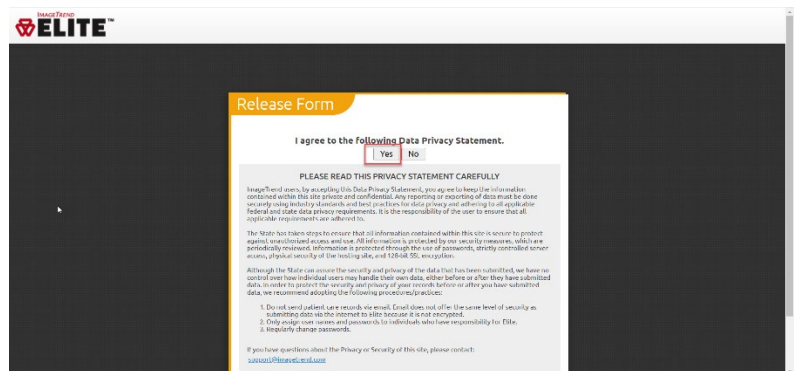 IMAGETREND
ELITE™
Release Form
I agree to the following Data Privacy Statement.
Yes No
PLEASE READ THIS PRIVACY STATEMENT CAREFULLY
ImageTrend users, by accepting this Data Privacy Statement, you agree to keep the information
contained within this site private and confidential. Any reporting or exporting of data must be done
securely using industry standards and best practices for data privacy and adhering to all applicable
federal and state data privacy requirements. It is the responsibility of the user to ensure that all
applicable requirements are adhered to.
The State has taken steps to ensure that all information contained within this site is secure to protect
against unauthorized access and use. All information is protected by our security measures, which are
periodically reviewed. Information is protected through the use of passwords, strictly controlled server
access, physical security of the hosting site, and 128-bit SSL encryption.
Although the State can assure the security and privacy of the data that has been submitted, we have no
control over how individual users may handle their own data, either before or after they have submitted
data. In order to protect the security and privacy of your records before or after you have submitted
data, we recommend adopting the following procedures/practices:
1. Do not send patient care records via email. Email does not offer the same level of security as
submitting data via the internet to Elite because it is not encrypted.
2. Only assign user names and passwords to individuals who have responsibility for Elite.
3. Regularly change passwords.
If you have questions about the Privacy or Security of this site, please contact:
support@imagetrend.com